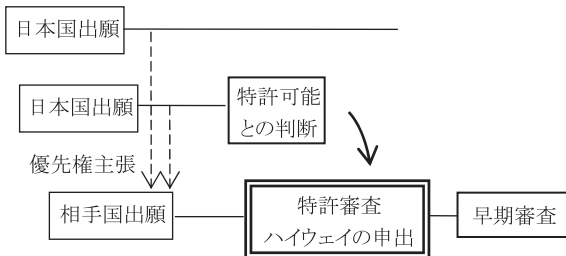 日本国出願
日本国出願
特許可能
との判断
優先権主張
相手国出願
特許審査
ハイウェイの申出
早期審査